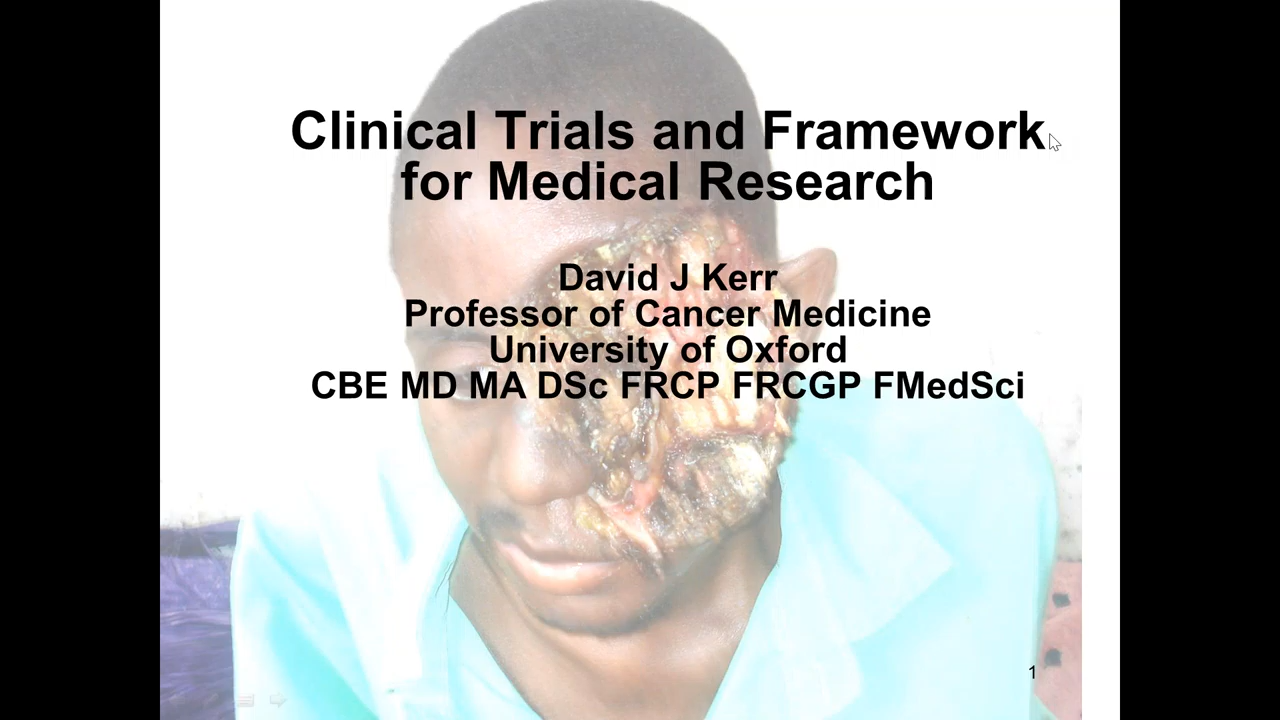 Clinical Trials and Framework
for Medical Research
David J Kerr
Professor of Cancer Medicine
University of Oxford
CBE MD MA DSc FRCP FRCGP FMedSci
1